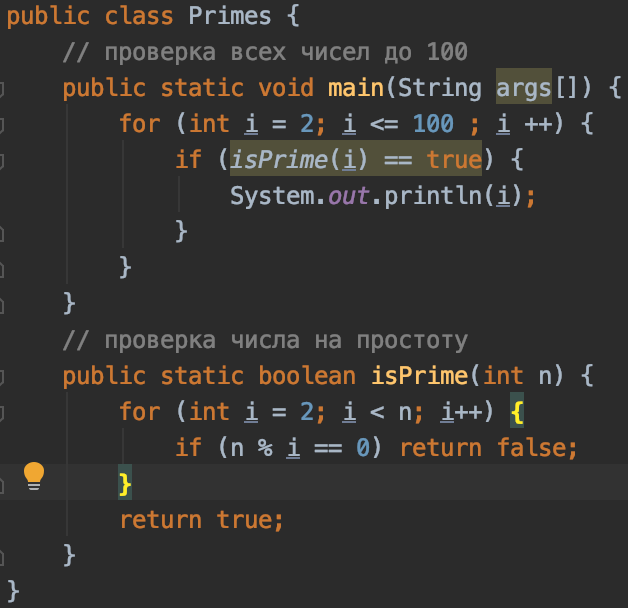 public class Primes {
    // проверка всех чисел до 100
    public static void main(String args[]) {
        for (int i = 2; i <= 100 ; i ++) {
            if (isPrime(i) == true) {
                System.out.println(i);
            }
        }
    }
    // проверка числа на простоту
    public static boolean isPrime(int n) {
        for (int i = 2; i < n; i++) {
            if (n % i == 0) return false;
        }
        return true;
    }
}